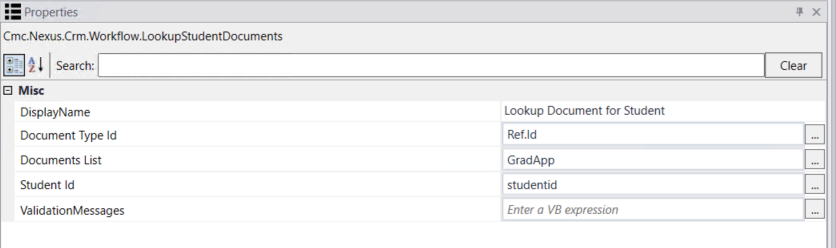 Properties
Cmc.Nexus.Crm.Workflow.LookupStudentDocuments
A Z Search: Clear
Misc
DisplayName Lookup Document for Student
Document Type Id Ref.Id ...
Documents List GradApp ...
Student Id studentid ...
ValidationMessages Enter a VB expression ...